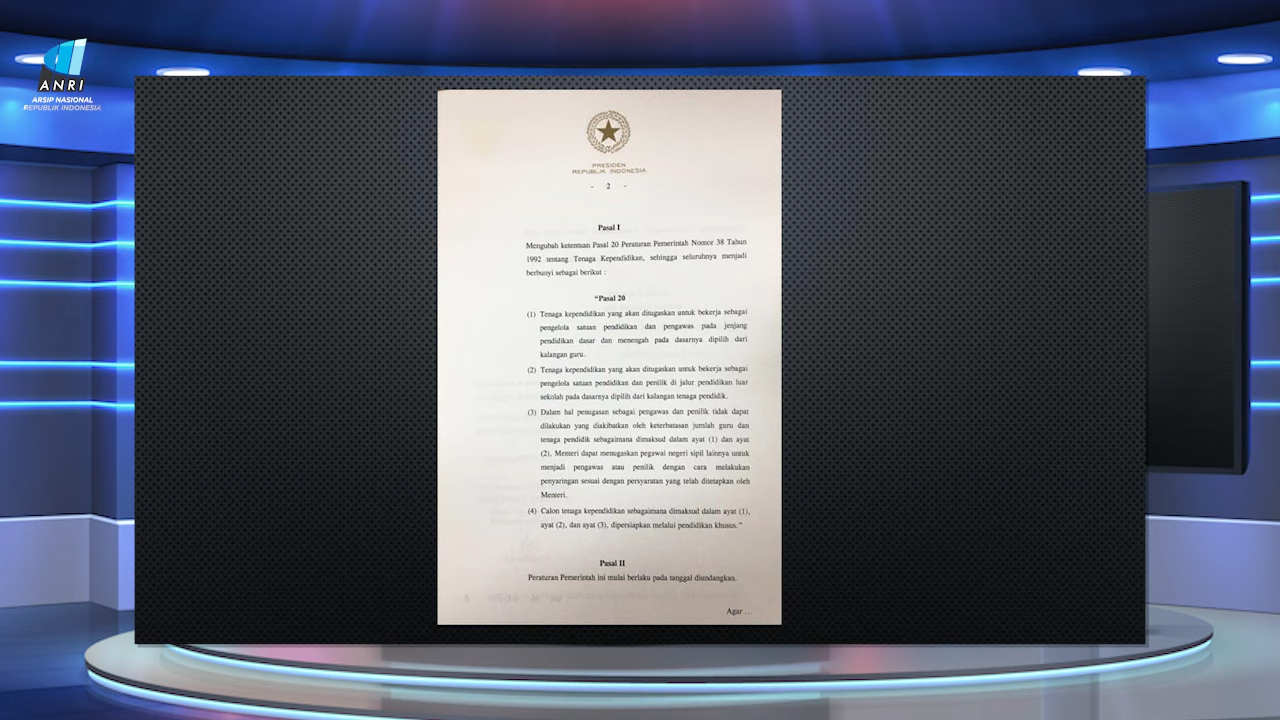 ANRI
ARSIP NASIONAL
REPUBLIK INDONESIA
PRESIDEN
REPUBLIK INDONESIA
- 2 -
Pasal I
Mengubah ketentuan Pasal 20 Peraturan Pemerintah Nomor 38 Tahun
1992 tentang Tenaga Kependidikan, sehingga seluruhnya menjadi
berbunyi sebagai berikut :
“Pasal 20
(1) Tenaga kependidikan yang akan ditugaskan untuk bekerja sebagai
pengelola satuan pendidikan dan pengawas pada jenjang
pendidikan dasar dan menengah pada dasarnya dipilih dari
kalangan guru.
(2) Tenaga kependidikan yang akan ditugaskan untuk bekerja sebagai
pengelola satuan pendidikan dan penilik di jalur pendidikan luar
sekolah pada dasarnya dipilih dari kalangan tenaga pendidik.
(3) Dalam hal penugasan sebagai pengawas dan penilik tidak dapat
dilakukan yang diakibatkan oleh keterbatasan jumlah guru dan
tenaga pendidik sebagaimana dimaksud dalam ayat (1) dan ayat
(2), Menteri dapat menugaskan pegawai negeri sipil lainnya untuk
menjadi pengawas atau penilik dengan cara melakukan
penyaringan sesuai dengan persyaratan yang telah ditetapkan oleh
Menteri.
(4) Calon tenaga kependidikan sebagaimana dimaksud dalam ayat (1),
ayat (2), dan ayat (3), dipersiapkan melalui pendidikan khusus.”
Pasal II
Peraturan Pemerintah ini mulai berlaku pada tanggal diundangkan.
Agar ...